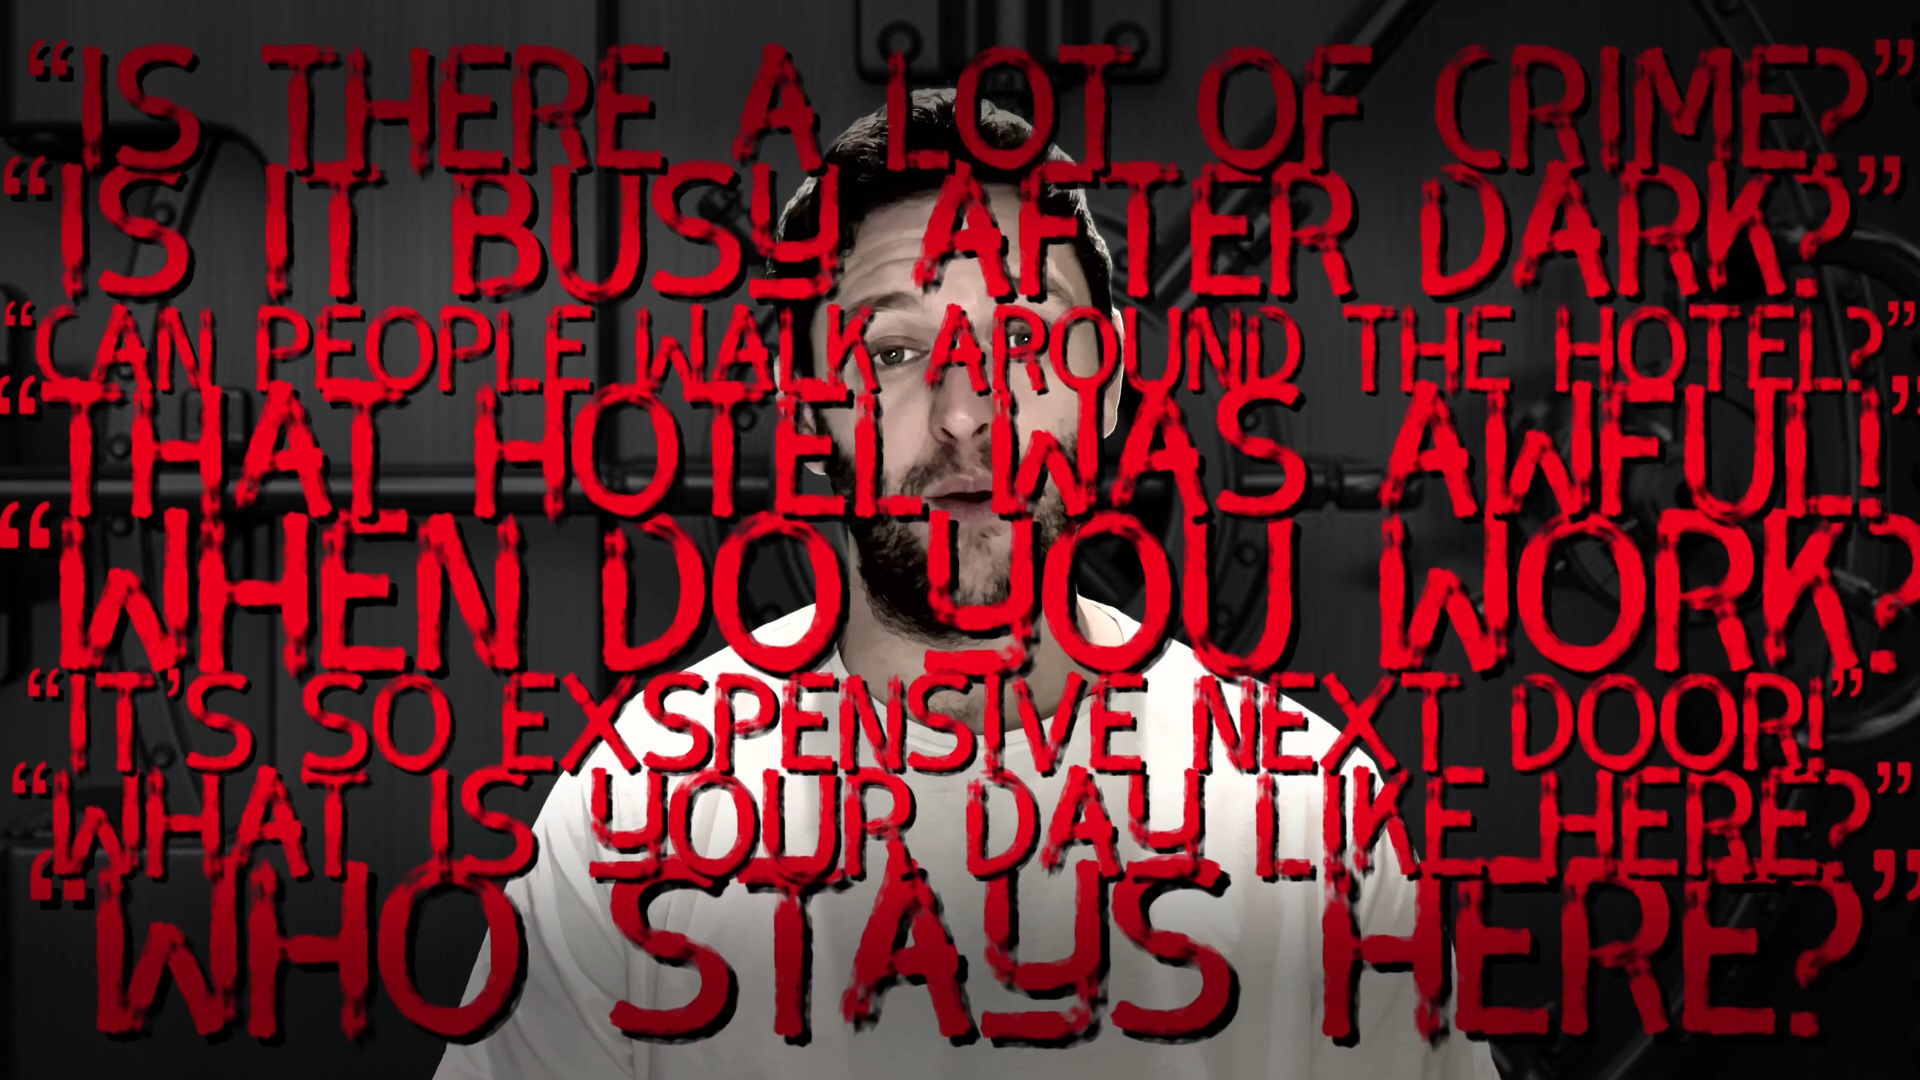 “IS THERE A LOT OF CRIME?”
“IS IT BUSY AFTER DARK?”
“CAN PEOPLE WALK AROUND THE HOTEL?”
“THAT HOTEL WAS AWFUL!”
“WHEN DO YOU WORK?
“IT’S SO EXSPENSIVE NEXT DOOR!”
“WHAT IS YOUR DAY LIKE HERE?”
“WHO STAYS HERE?”